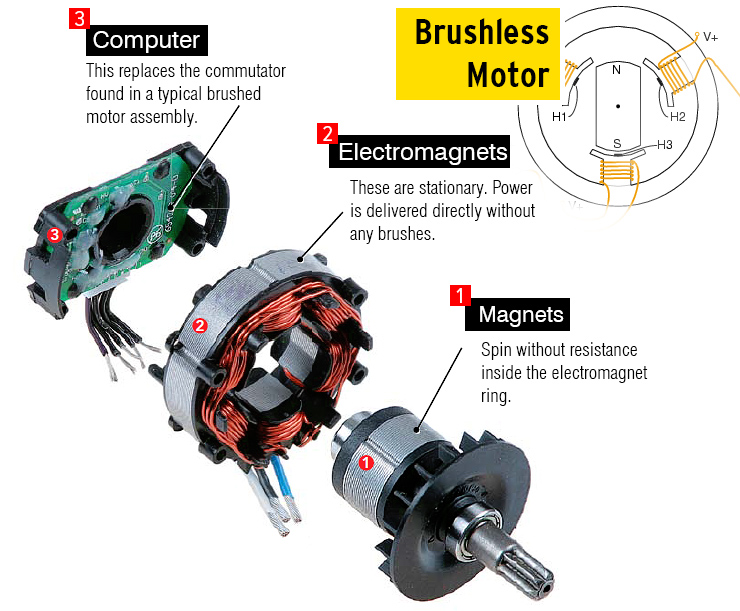 3
Computer
This replaces the commutator
found in a typical brushed
motor assembly.
Brushless
Motor
V+
N
H1
H2
S
H3
V+
2
Electromagnets
These are stationary. Power
is delivered directly without
any brushes.
3
2
1
Magnets
Spin without resistance
inside the electromagnet
ring.
1